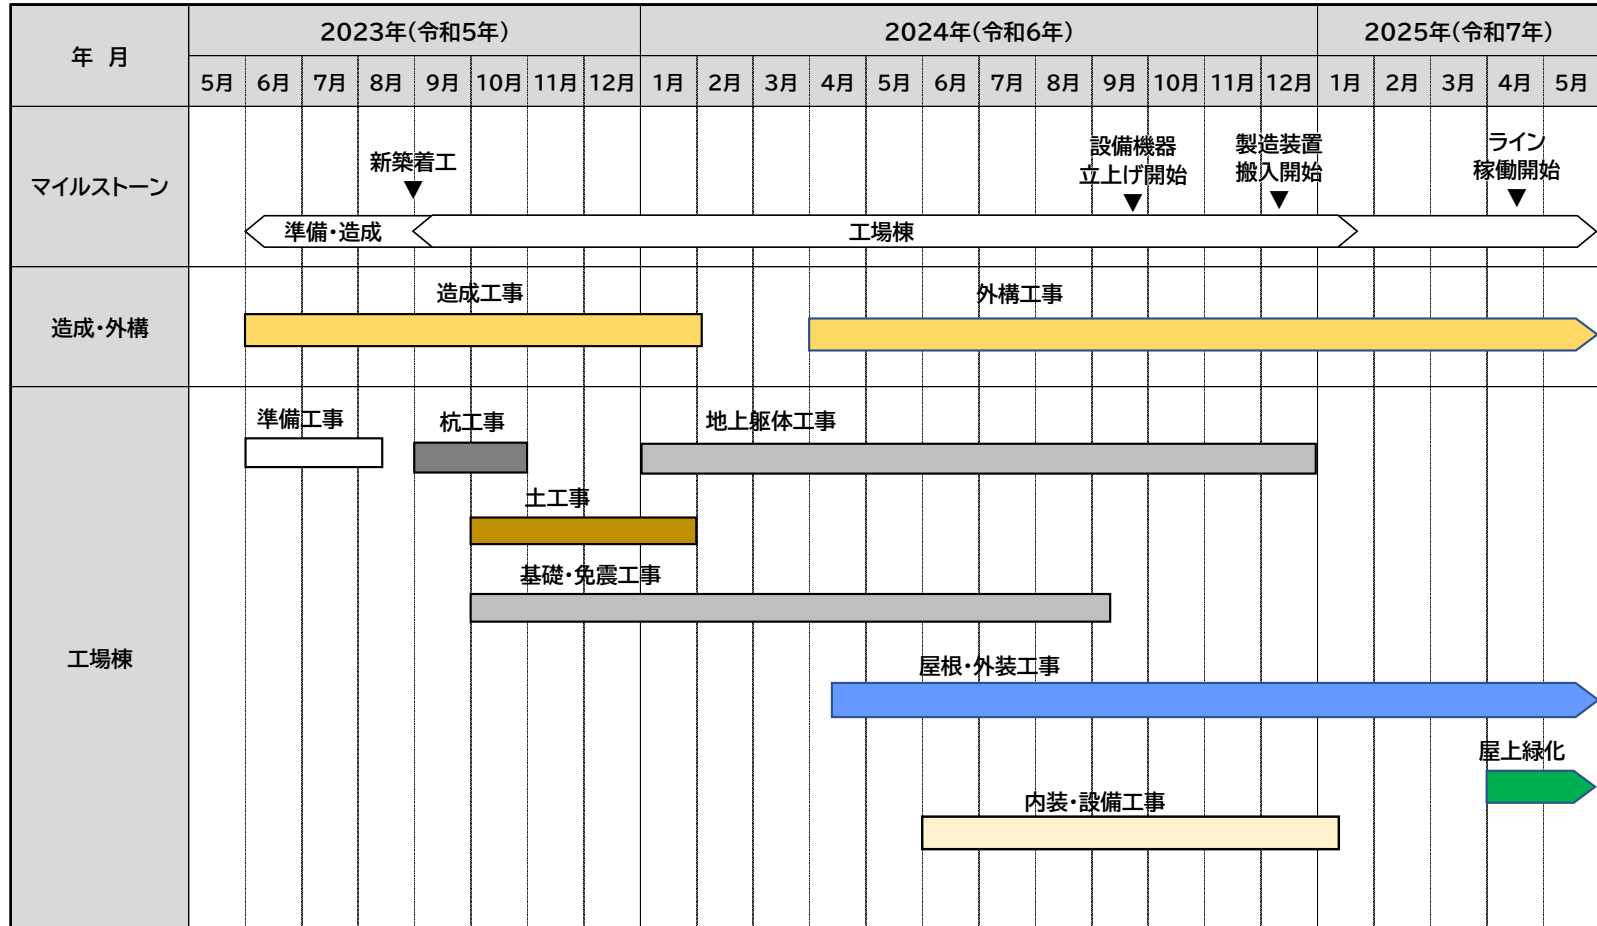 年 月
2023年(令和5年)
2024年(令和6年)
2025年(令和7年)
5月 6月 7月 8月 9月 10月 11月 12月 1月 2月 3月 4月 5月 6月 7月 8月 9月 10月 11月 12月 1月 2月 3月 4月 5月
マイルストーン
新築着工
▼
設備機器
立上げ開始
▼
製造装置
搬入開始
▼
ライン
稼働開始
▼
準備・造成
工場棟
造成・外構
造成工事
外構工事
工場棟
準備工事
杭工事
地上躯体工事
土工事
基礎・免震工事
屋根・外装工事
屋上緑化
内装・設備工事